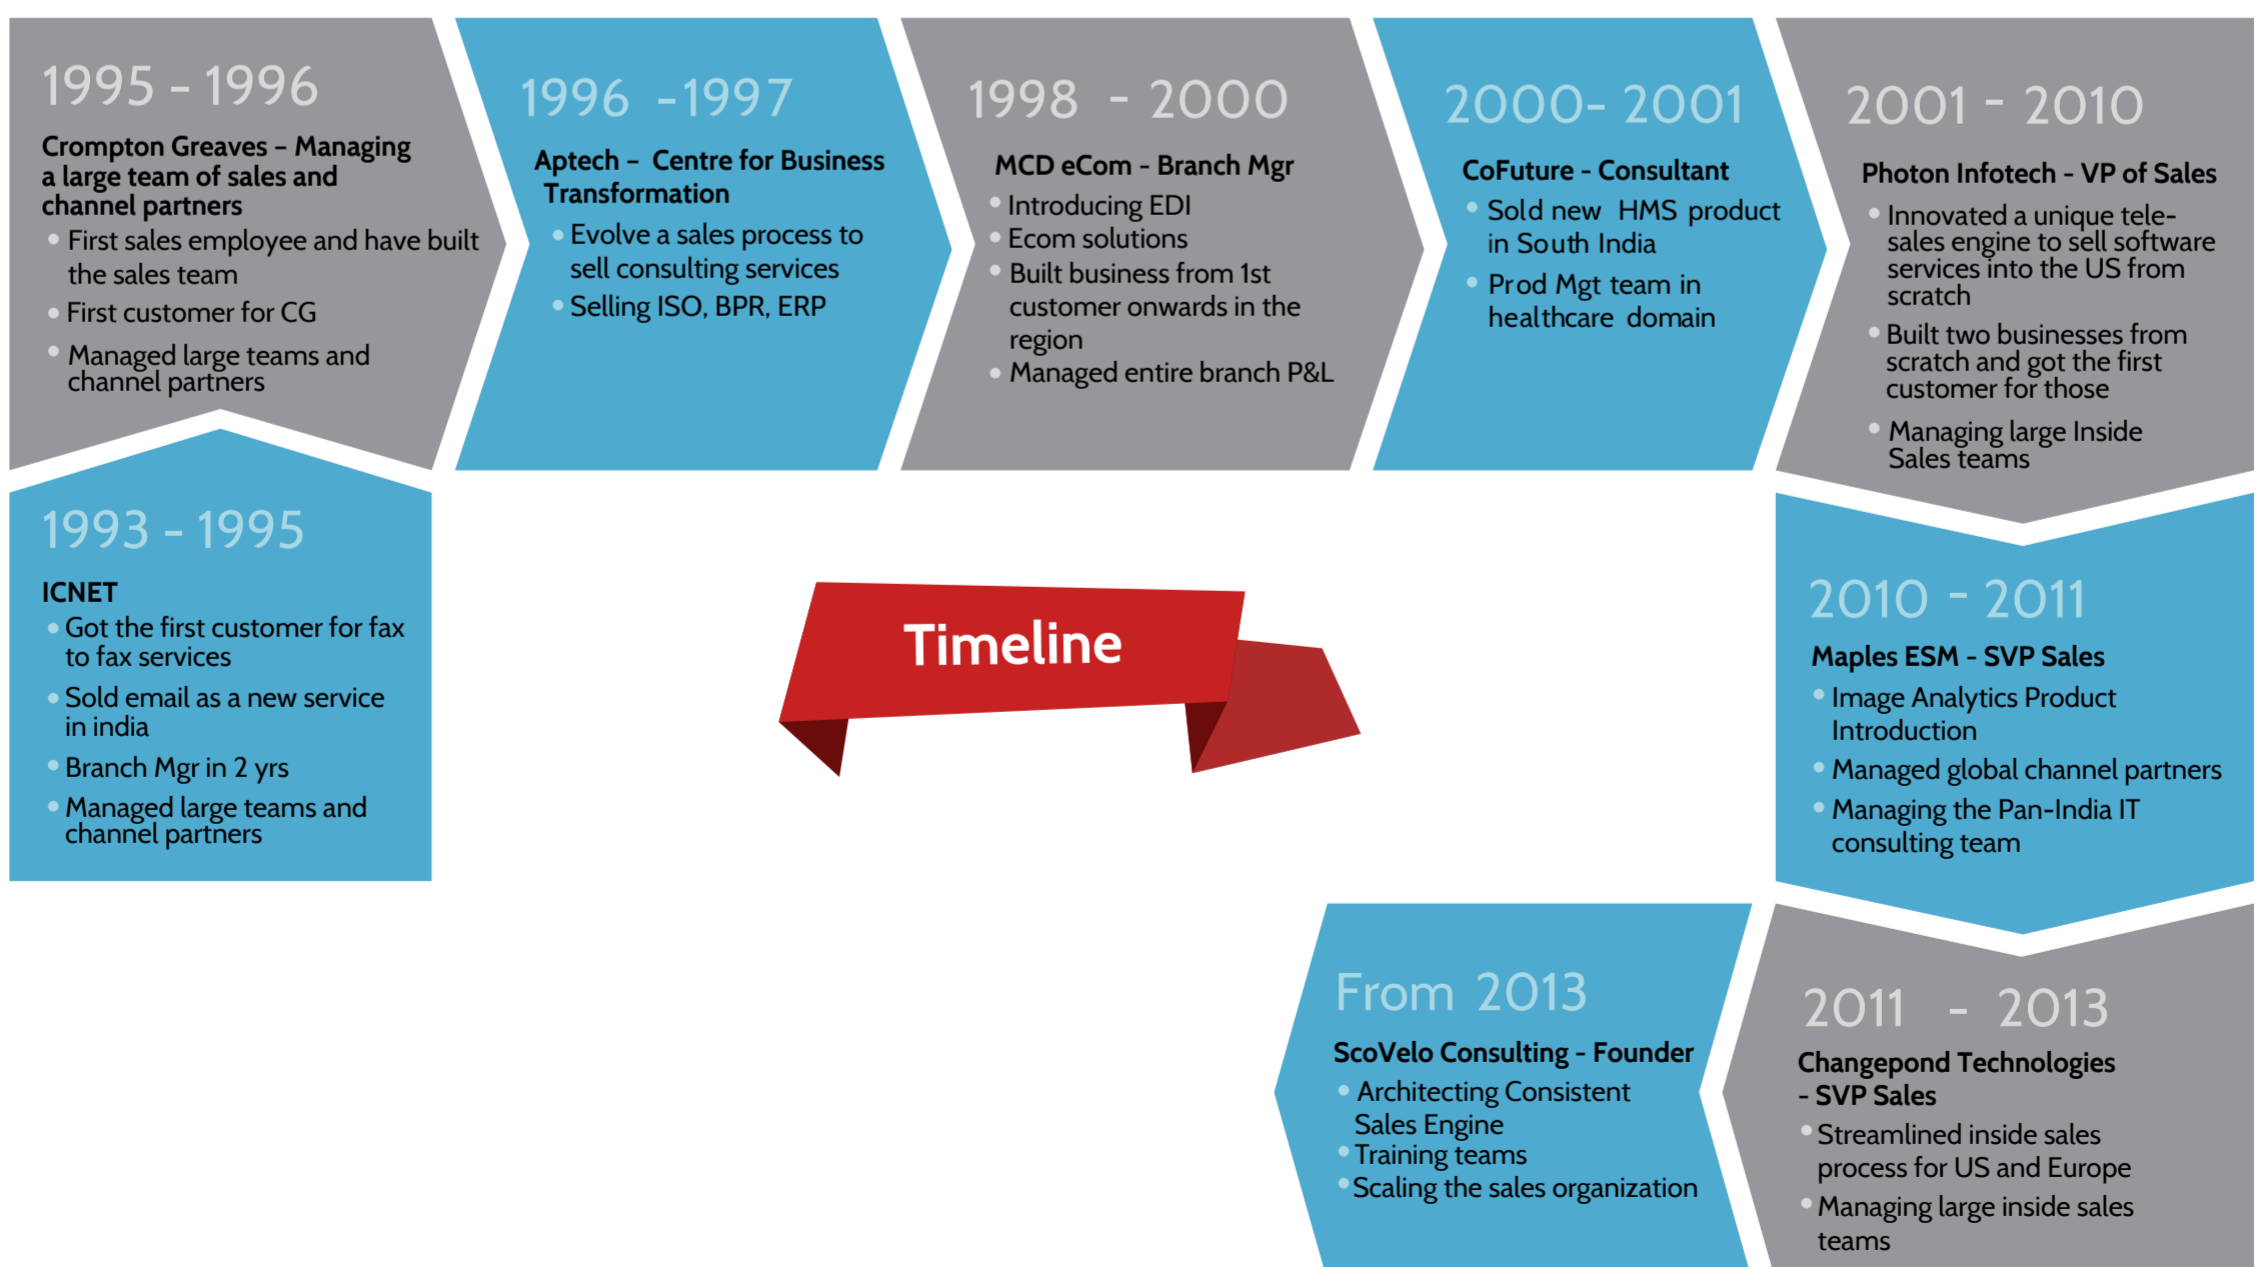 1995 - 1996
Crompton Greaves – Managing
a large team of sales and
channel partners
First sales employee and have built
the sales team
First customer for CG
Managed large teams and
channel partners
1996 -1997
Aptech – Centre for Business
Transformation
Evolve a sales process to
sell consulting services
Selling ISO, BPR, ERP
1998 - 2000
MCD eCom - Branch Mgr
Introducing EDI
Ecom solutions
Built business from 1st
customer onwards in the
region
Managed entire branch P&L
2000- 2001
CoFuture - Consultant
Sold new HMS product
in South India
Prod Mgt team in
healthcare domain
2001 - 2010
Photon Infotech - VP of Sales
Innovated a unique tele-
sales engine to sell software
services into the US from
scratch
Built two businesses from
scratch and got the first
customer for those
Managing large Inside
Sales teams
1993 - 1995
ICNET
Got the first customer for fax
to fax services
Sold email as a new service
in india
Branch Mgr in 2 yrs
Managed large teams and
channel partners
Timeline
2010 - 2011
Maples ESM - SVP Sales
Image Analytics Product
Introduction
Managed global channel partners
Managing the Pan-India IT
consulting team
From 2013
ScoVelo Consulting - Founder
Architecting Consistent
Sales Engine
Training teams
Scaling the sales organization
2011 - 2013
Changepond Technologies
- SVP Sales
Streamlined inside sales
process for US and Europe
Managing large inside sales
teams